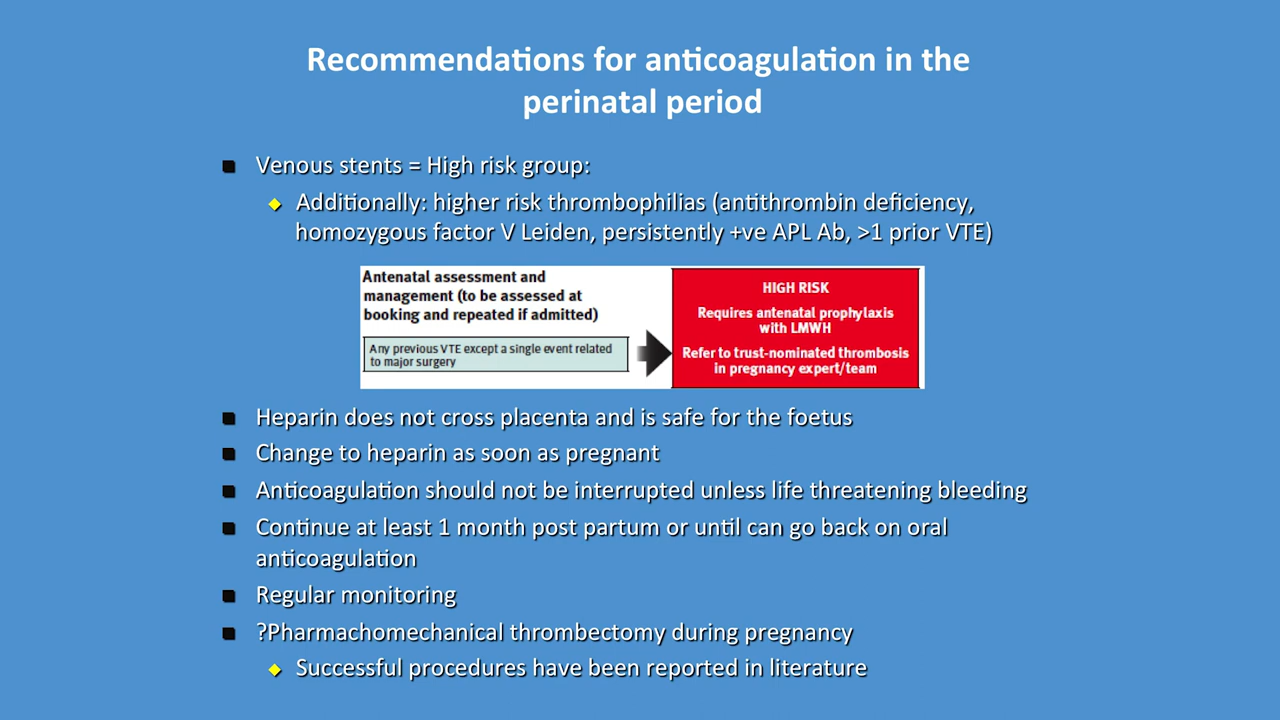 Recommendations for anticoagulation in the
perinatal period
Venous stents = High risk group:
Additionally: higher risk thrombophilias (antithrombin deficiency,
homozygous factor V Leiden, persistently +ve APL Ab, >1 prior VTE)
Antenatal assessment and
management (to be assessed at
booking and repeated if admitted)
Any previous VTE except a single event related
to major surgery
HIGH RISK
Requires antenatal prophylaxis
with LMWH
Refer to trust-nominated thrombosis
in pregnancy expert/team
Heparin does not cross placenta and is safe for the foetus
Change to heparin as soon as pregnant
Anticoagulation should not be interrupted unless life threatening bleeding
Continue at least 1 month post partum or until can go back on oral
anticoagulation
Regular monitoring
?Pharmachomechanical thrombectomy during pregnancy
Successful procedures have been reported in literature